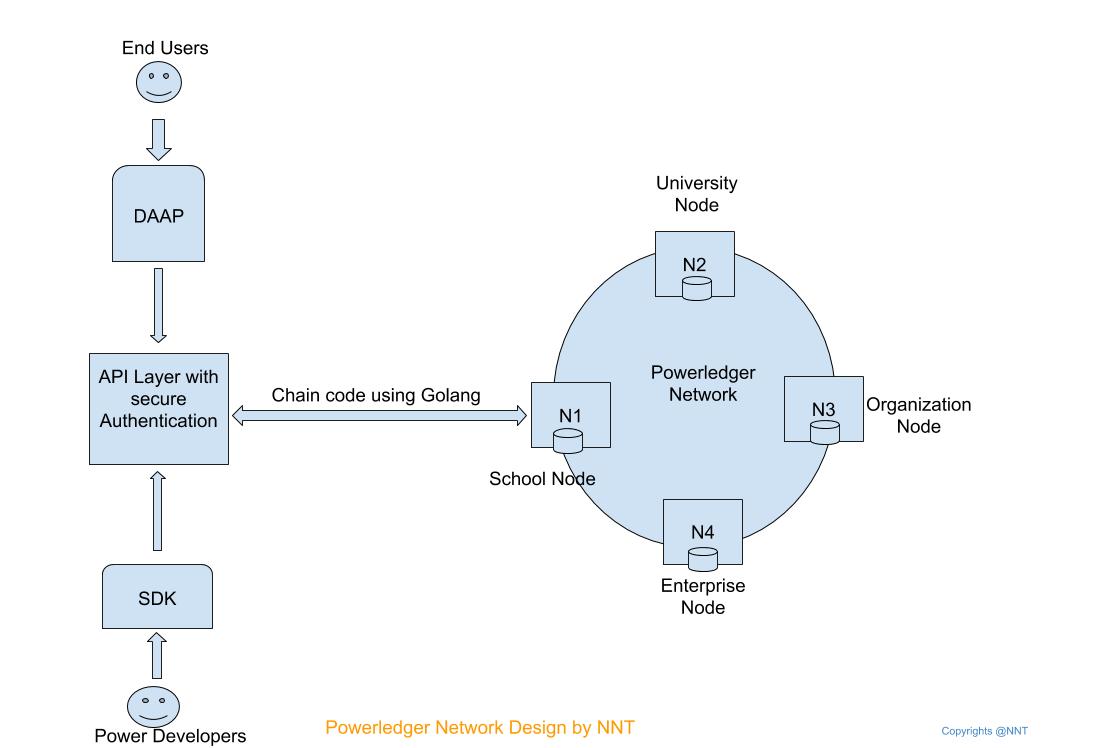 End Users
DAAP
API Layer with
secure
Authentication
Chain code using Golang
SDK
Power Developers
University
Node
N2
Powerledger
Network
N1
School Node
N3
Organization
Node
N4
Enterprise
Node
Powerledger Network Design by NNT
Copyrights @NNT